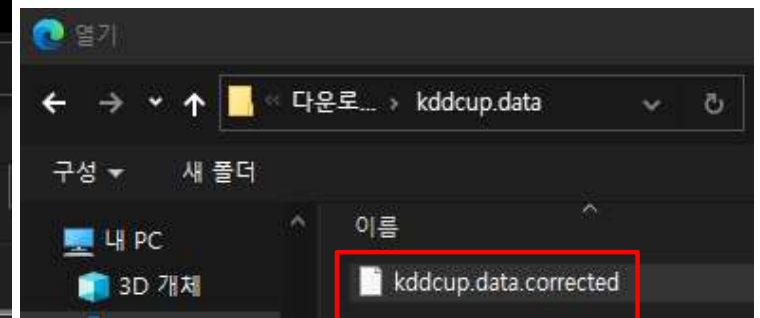 열기
« 다운로... › kddcup.data
구성 새 폴더
이름
내 PC
kddcup.data.corrected
3D 개체